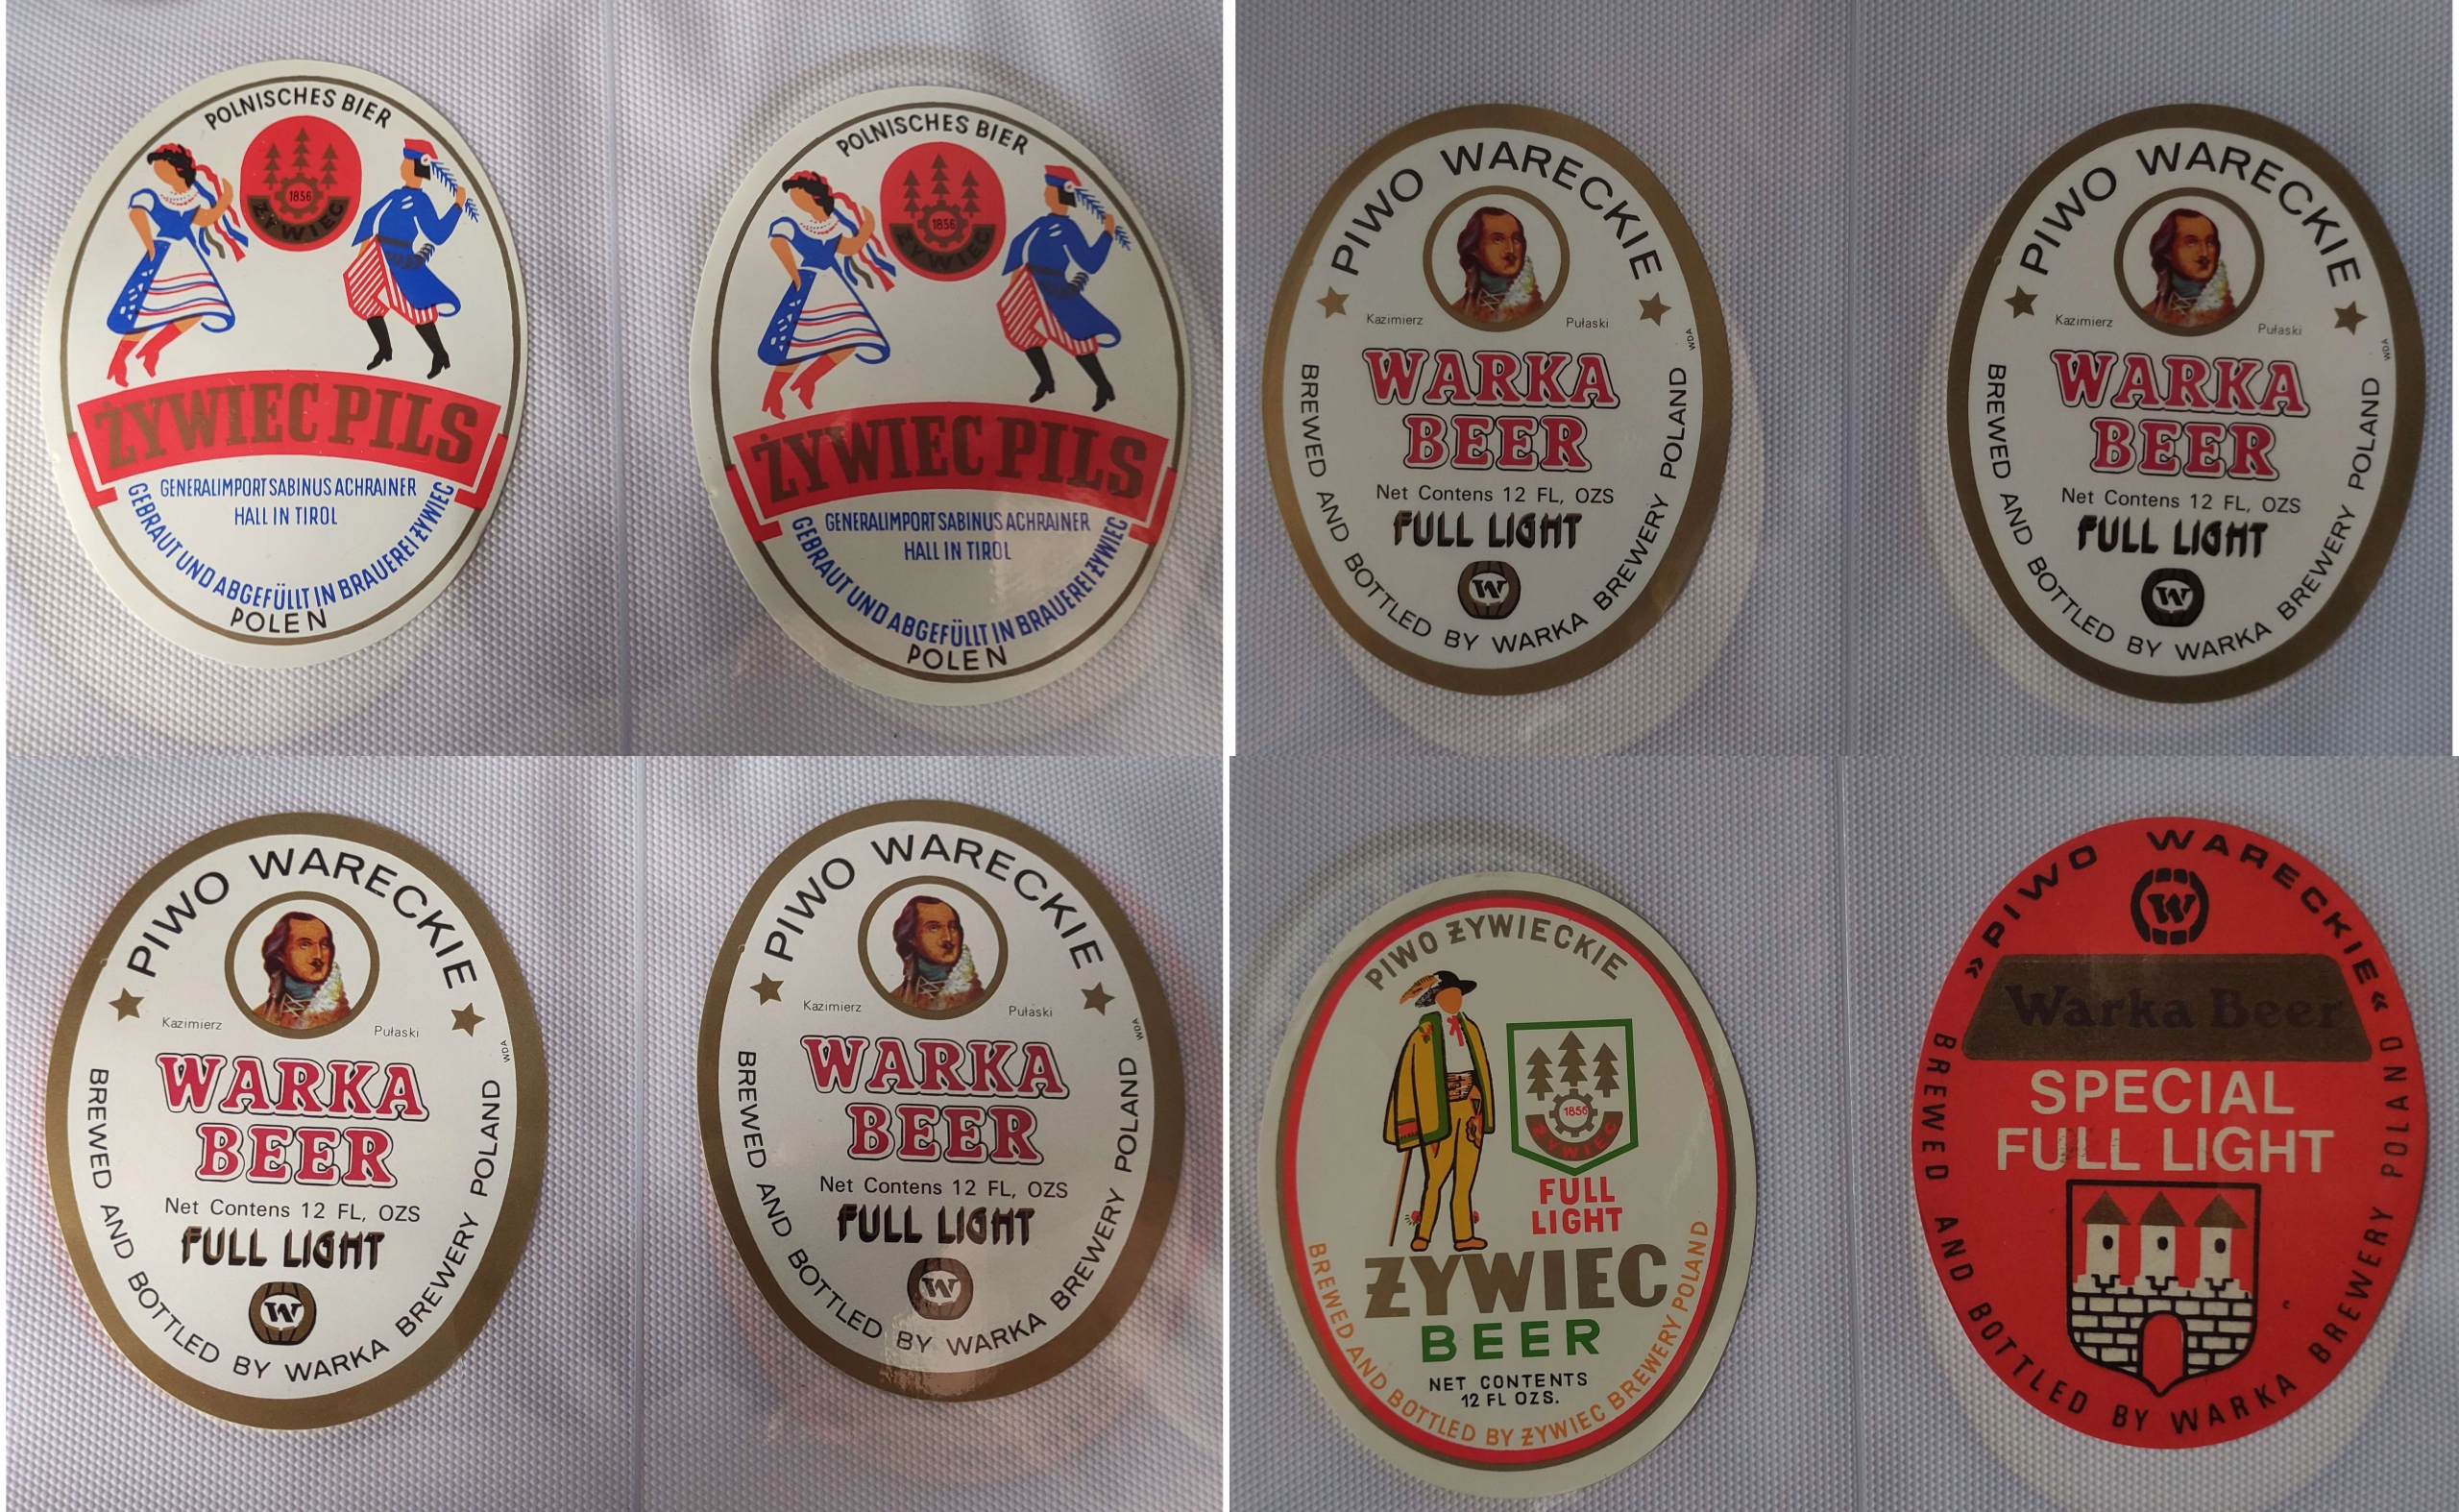 POLNISCHES BIER
1856
ŻYWIEC
ŻYWIEC PILS
GENERALIMPORT SABINUS ACHRAINER
HALL IN TIROL
GEBRAUT UND ABGEFÜLLT IN BRAUEREI ŻYWIEC
POLEN
POLNISCHES BIER
1856
ŻYWIEC
ŻYWIEC PILS
GENERALIMPORT SABINUS ACHRAINER
HALL IN TIROL
GEBRAUT UND ABGEFÜLLT IN BRAUEREI ŻYWIEC
POLEN
PIWO WARECKIE
Kazimierz Pułaski
WDA
WARKA
BEER
Net Contens 12 FL, OZS
FULL LIGHT
W
BREWED AND BOTTLED BY WARKA BREWERY POLAND
PIWO WARECKIE
Kazimierz Pułaski
WDA
WARKA
BEER
Net Contens 12 FL, OZS
FULL LIGHT
W
BREWED AND BOTTLED BY WARKA BREWERY POLAND
PIWO WARECKIE
Kazimierz Pułaski
WDA
WARKA
BEER
Net Contens 12 FL, OZS
FULL LIGHT
W
BREWED AND BOTTLED BY WARKA BREWERY POLAND
PIWO WARECKIE
Kazimierz Pułaski
WDA
WARKA
BEER
Net Contens 12 FL, OZS
FULL LIGHT
W
BREWED AND BOTTLED BY WARKA BREWERY POLAND
PIWO ŻYWIECKIE
1856
ŻYWIEC
FULL
LIGHT
ŻYWIEC
BEER
NET CONTENTS
12 FL OZS.
BREWED AND BOTTLED BY ŻYWIEC BREWERY POLAND
»PIWO WARECKIE«
W
Warka Beer
SPECIAL
FULL LIGHT
BREWED AND BOTTLED BY WARKA BREWERY POLAND